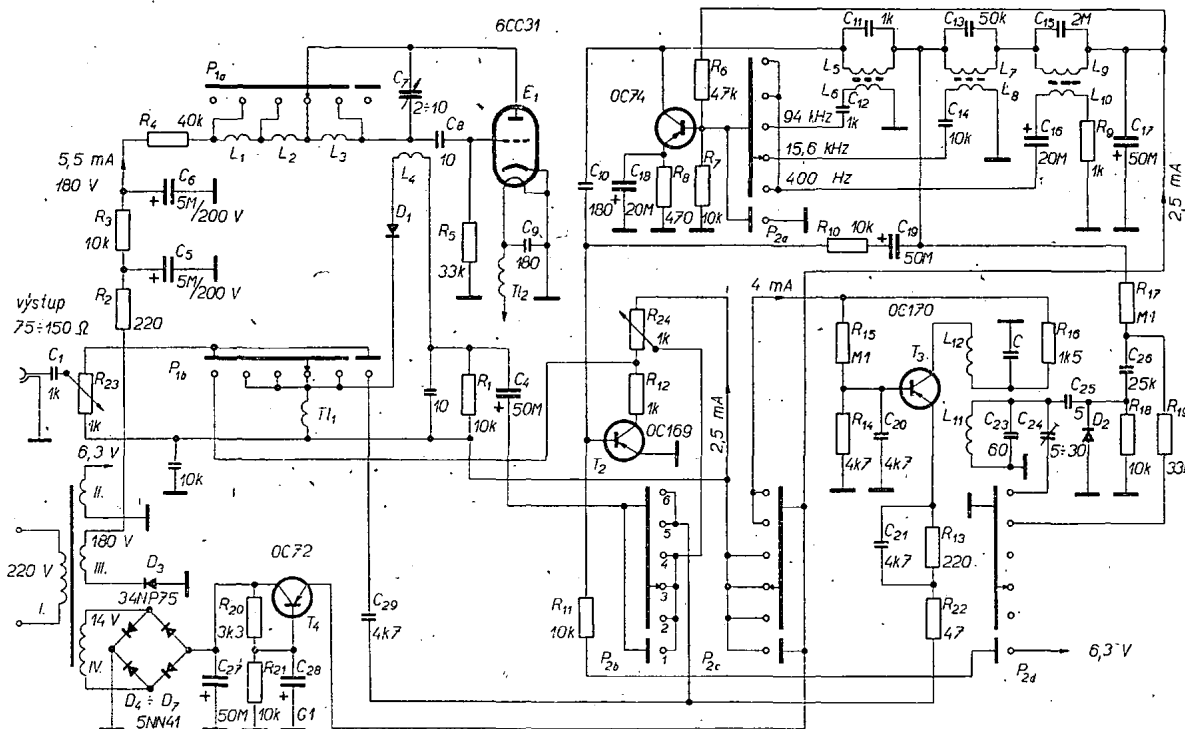 6CC31
P1a
R4
40k
L1
L2
L3
C7
2÷10
C8
10
E1
5,5 mA
180 V
C6
5M/200 V
R3
10k
C5
5M/200 V
R2
220
L4
D1
R5
33k
C9
180
Tl2
výstup
75÷150 Ω
C1
1k
R23
1k
P1b
Tl1
10
R1
10k
C4
50M
10k
6,3 V
II.
180 V
III.
220 V
I.
D3
34NP75
14 V
IV.
D4 ÷ D7
5NN41
0C72
T4
R20
3k3
R21
10k
C27
50M
C28
G1
C29
4k7
0C74
R6
47k
R7
10k
R8
470
C18
20M
C10
180
P2a
C11
1k
L5
L6
C12
1k
94 kHz
15,6 kHz
400 Hz
C13
50k
L7
L8
C14
10k
C15
2M
L9
L10
C16
20M
R9
1k
C17
50M
2,5 mA
R10
10k
C19
50M
R24
1k
R12
1k
0C169
T2
2,5 mA
4 mA
R15
M1
R14
4k7
C20
4k7
0C170
T3
L12
C
R16
1k5
L11
C23
60
C24
5÷30
C25
5
D2
R17
M1
C26
25k
R18
10k
R19
33k
C21
4k7
R13
220
R22
47
R11
10k
6
5
4
3
2
1
P2b
P2c
P2d
6,3 V